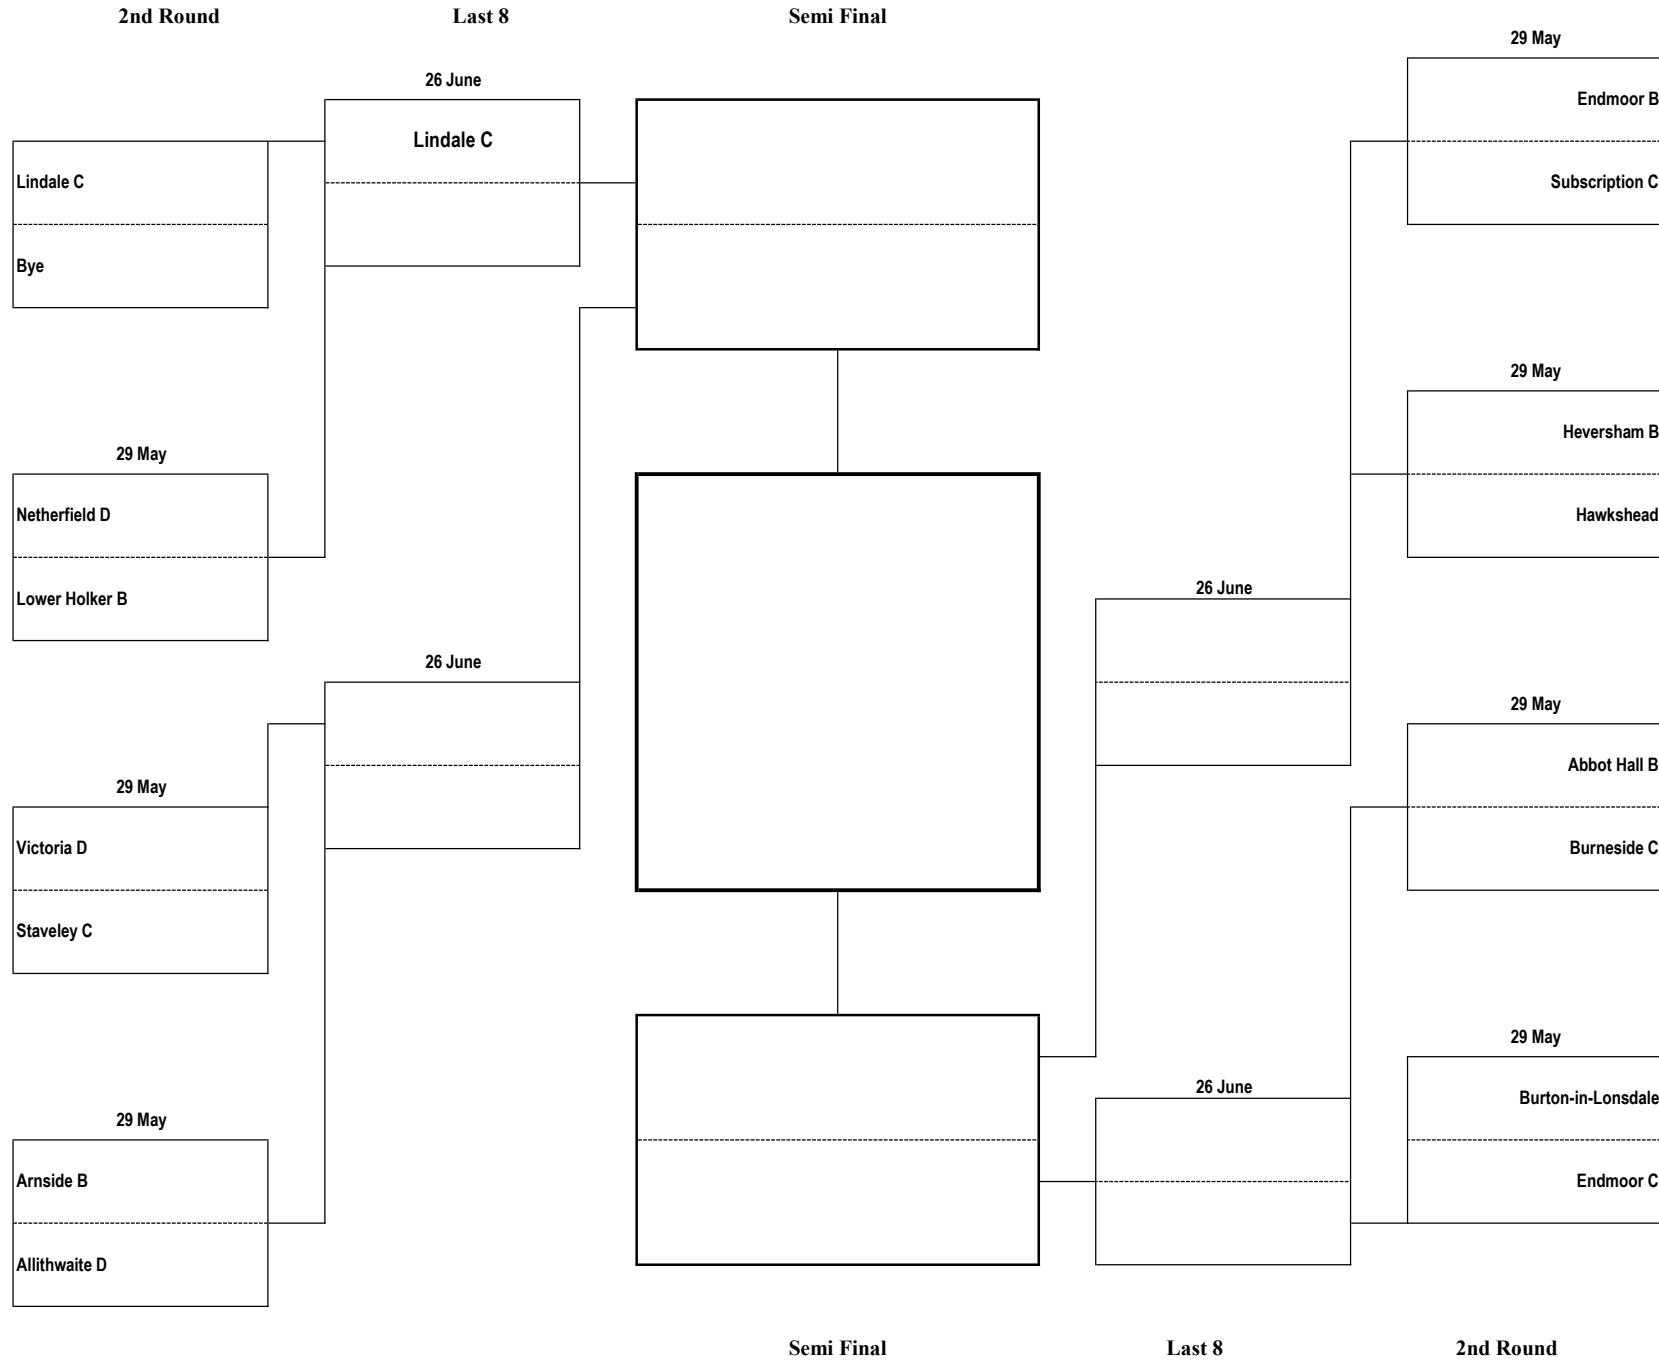 2nd Round
Last 8
Semi Final
29 May
26 June
Endmoor B
Lindale C
Lindale C
Subscription C
Bye
29 May
Heversham B
29 May
Netherfield D
Hawkshead
26 June
Lower Holker B
26 June
29 May
29 May
Abbot Hall B
Victoria D
Burneside C
Staveley C
29 May
26 June
Burton-in-Lonsdale
29 May
Arnside B
Endmoor C
Allithwaite D
Semi Final
Last 8
2nd Round